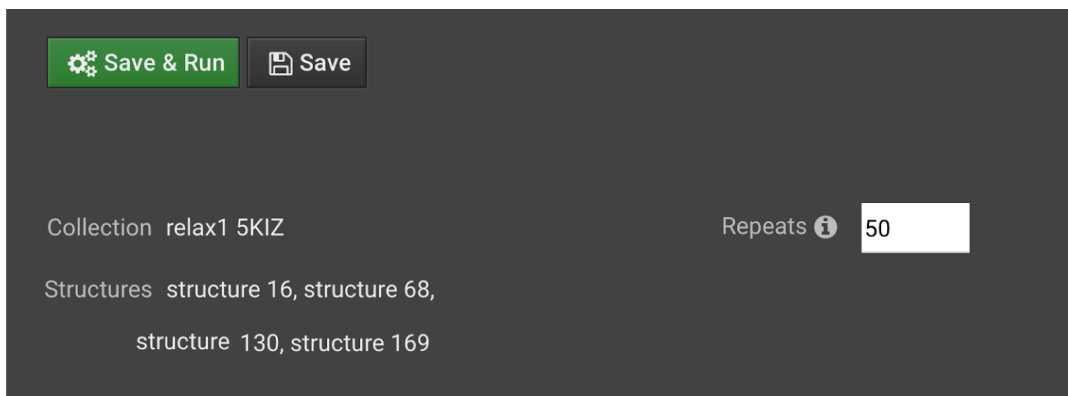 Save & Run Save
Collection relax1 5KIZ Repeats 50
Structures structure 16, structure 68,
structure 130, structure 169